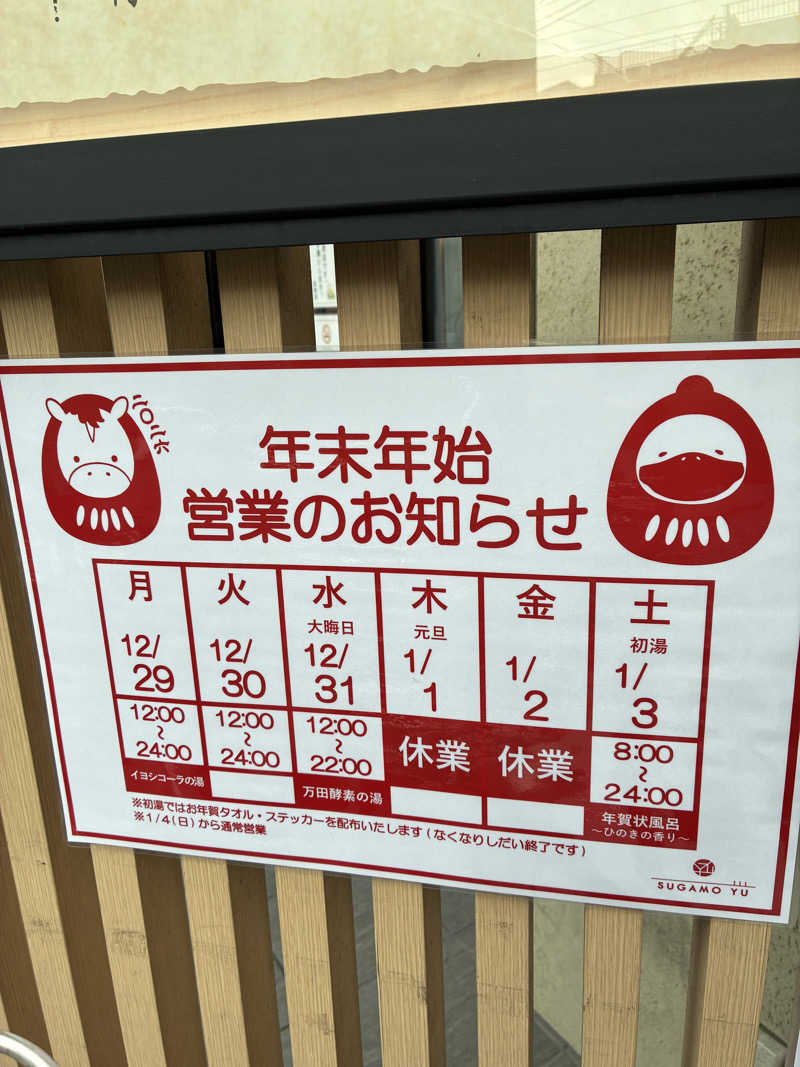 ﾊﾟｶﾗｯ
年末年始
営業のお知らせ
月 火 水 木 金 土
大晦日 元旦 初湯
12/29 12/30 12/31 1/1 1/2 1/3
12:00〜24:00 12:00〜24:00 12:00〜22:00 休業 休業 8:00〜24:00
イヨシコーラの湯 万田酵素の湯 年賀状風呂
〜ひのきの香り〜
※初湯ではお年賀タオル・ステッカーを配布いたします(なくなりしだい終了です)
※1/4(日)から通常営業
SUGAMO YU